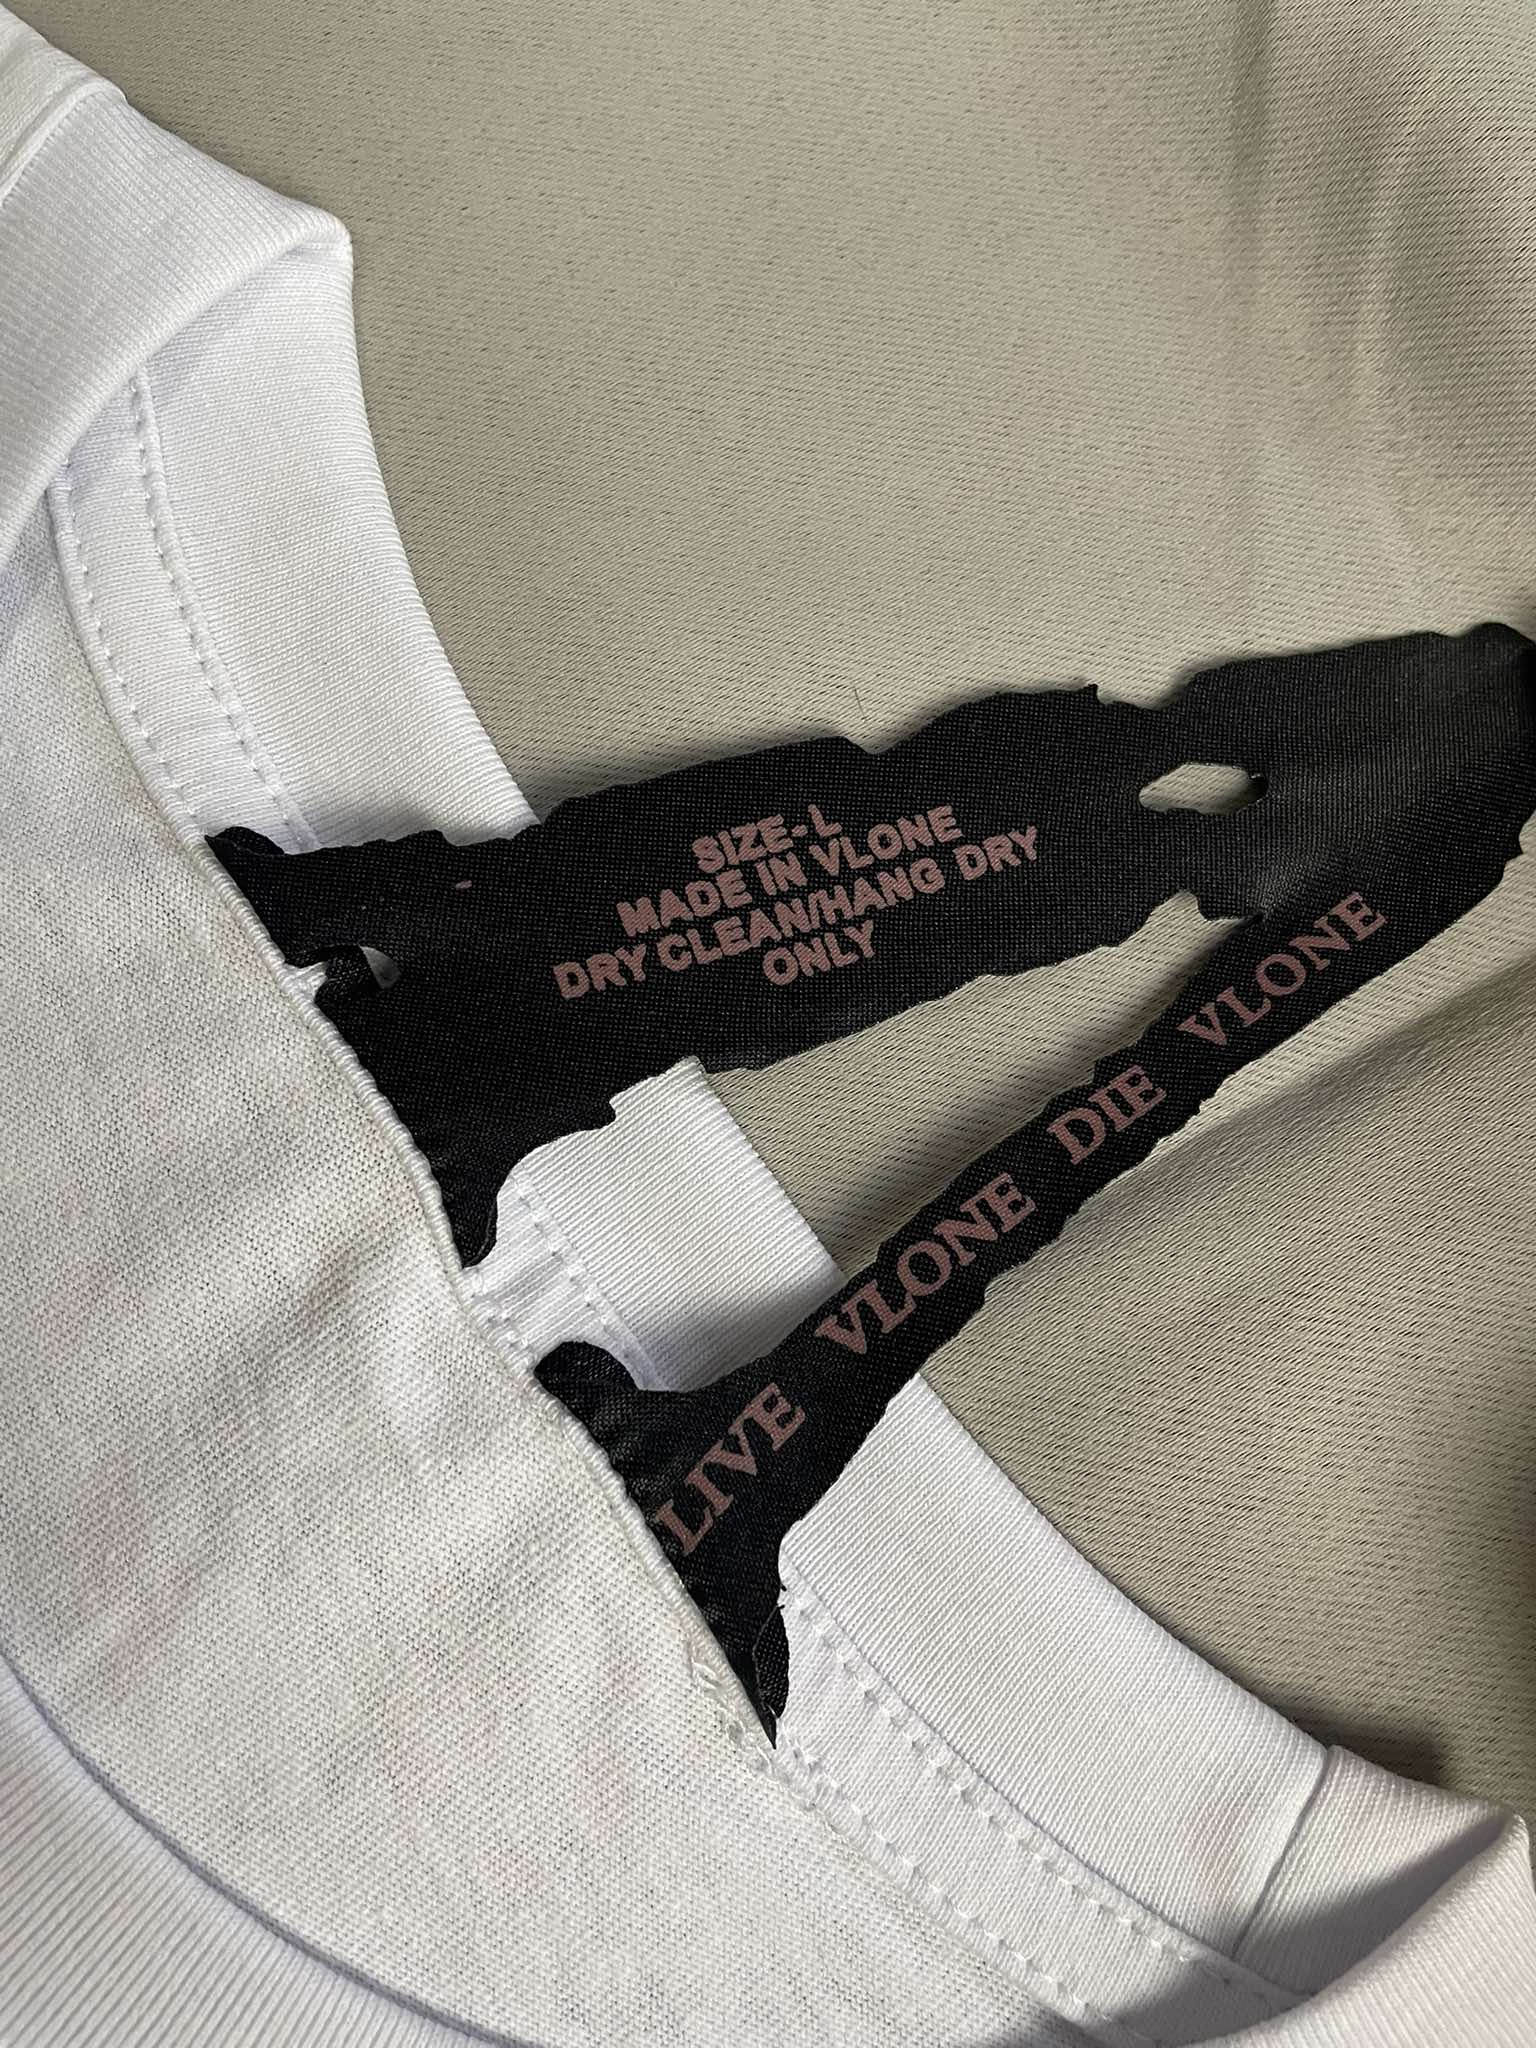 SIZE-L
MADE IN VLONE
DRY CLEAN/HANG DRY
ONLY
LIVE VLONE DIE VLONE